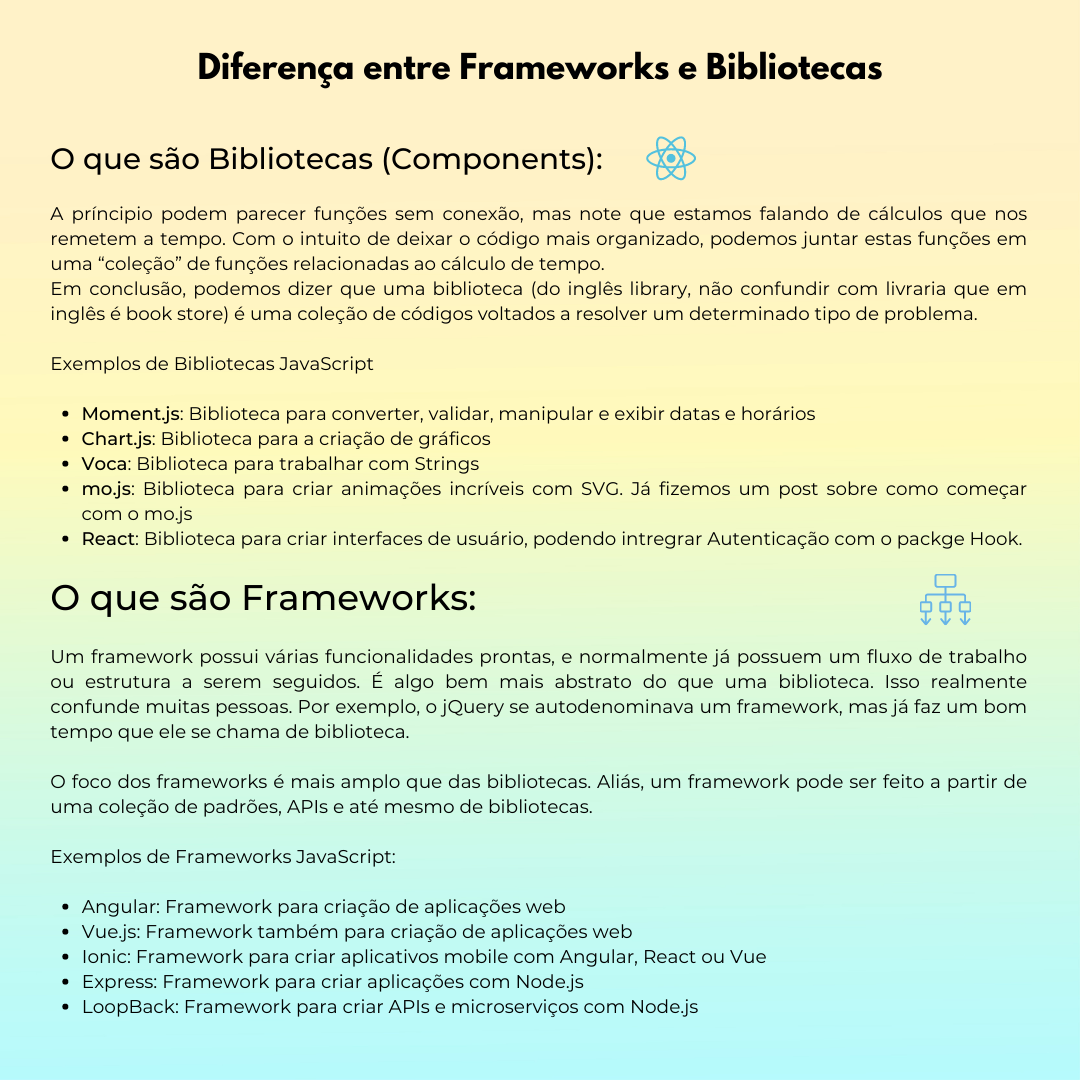 Diferença entre Frameworks e Bibliotecas
O que são Bibliotecas (Components):
A príncipio podem parecer funções sem conexão, mas note que estamos falando de cálculos que nos
remetem a tempo. Com o intuito de deixar o código mais organizado, podemos juntar estas funções em
uma “coleção” de funções relacionadas ao cálculo de tempo.
Em conclusão, podemos dizer que uma biblioteca (do inglês library, não confundir com livraria que em
inglês é book store) é uma coleção de códigos voltados a resolver um determinado tipo de problema.
Exemplos de Bibliotecas JavaScript
• Moment.js: Biblioteca para converter, validar, manipular e exibir datas e horários
• Chart.js: Biblioteca para a criação de gráficos
• Voca: Biblioteca para trabalhar com Strings
• mo.js: Biblioteca para criar animações incríveis com SVG. Já fizemos um post sobre como começar
com o mo.js
• React: Biblioteca para criar interfaces de usuário, podendo intregrar Autenticação com o packge Hook.
O que são Frameworks:
Um framework possui várias funcionalidades prontas, e normalmente já possuem um fluxo de trabalho
ou estrutura a serem seguidos. É algo bem mais abstrato do que uma biblioteca. Isso realmente
confunde muitas pessoas. Por exemplo, o jQuery se autodenominava um framework, mas já faz um bom
tempo que ele se chama de biblioteca.
O foco dos frameworks é mais amplo que das bibliotecas. Aliás, um framework pode ser feito a partir de
uma coleção de padrões, APIs e até mesmo de bibliotecas.
Exemplos de Frameworks JavaScript:
• Angular: Framework para criação de aplicações web
• Vue.js: Framework também para criação de aplicações web
• Ionic: Framework para criar aplicativos mobile com Angular, React ou Vue
• Express: Framework para criar aplicações com Node.js
• LoopBack: Framework para criar APIs e microserviços com Node.js